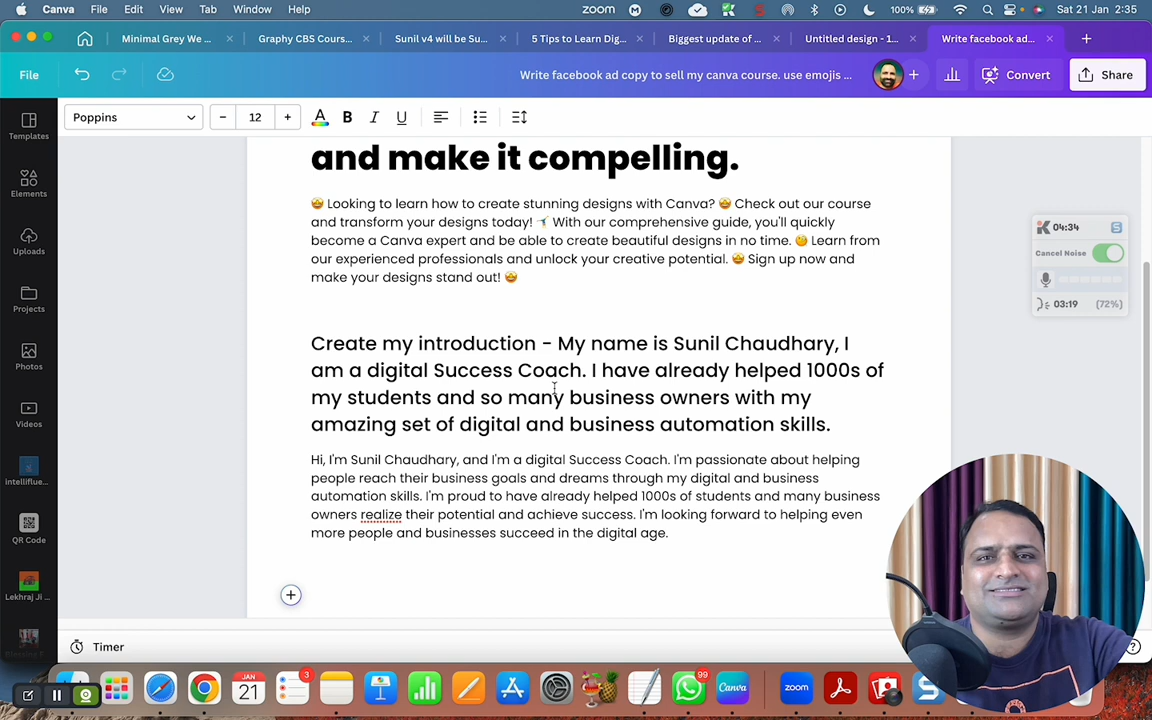 Canva File Edit View Tab Window Help zoom 100% Sat 21 Jan 2:35
Minimal Grey We ... Graphy CBS Cours... Sunil v4 will be Su... 5 Tips to Learn Dig... Biggest update of ... Untitled design - 1... Write facebook ad...
File Write facebook ad copy to sell my canva course. use emojis ... Convert Share
Poppins 12 A B I U
Templates
Elements
Uploads
Projects
Photos
Videos
intelliflue...
QR Code
Lekhraj Ji ...
and make it compelling.
🤩 Looking to learn how to create stunning designs with Canva? 🤩 Check out our course
and transform your designs today! With our comprehensive guide, you'll quickly
become a Canva expert and be able to create beautiful designs in no time. 🧐 Learn from
our experienced professionals and unlock your creative potential. 🤩 Sign up now and
make your designs stand out! 🤩
Create my introduction - My name is Sunil Chaudhary, I
am a digital Success Coach. I have already helped 1000s of
my students and so many business owners with my
amazing set of digital and business automation skills.
Hi, I'm Sunil Chaudhary, and I'm a digital Success Coach. I'm passionate about helping
people reach their business goals and dreams through my digital and business
automation skills. I'm proud to have already helped 1000s of students and many business
owners realize their potential and achieve success. I'm looking forward to helping even
more people and businesses succeed in the digital age.
04:34
Cancel Noise
03:19 (72%)
Timer
JAN
21
3
99
Canva
zoom